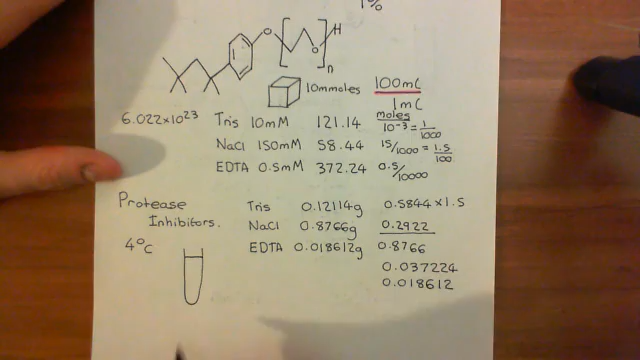 1%
O
H
O
n
10mmoles
100mL
1mL
6.022x10²³
moles
Tris 10mM 121.14 10⁻³ = 1/1000
NaCl 150mM 58.44 15/1000 = 1.5/100
EDTA 0.5mM 372.24 0.5/10000
Protease
Inhibitors.
4°C
Tris 0.12114g 0.5844 x 1.5
NaCl 0.8766g 0.2922
EDTA 0.018612g 0.8766
0.037224
0.018612